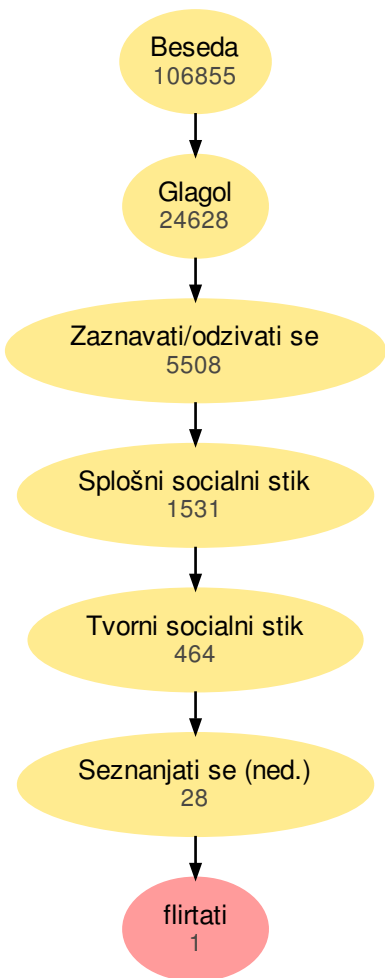 Beseda
106855
Glagol
24628
Zaznavati/odzivati se
5508
Splošni socialni stik
1531
Tvorni socialni stik
464
Seznanjati se (ned.)
28
flirtati
1